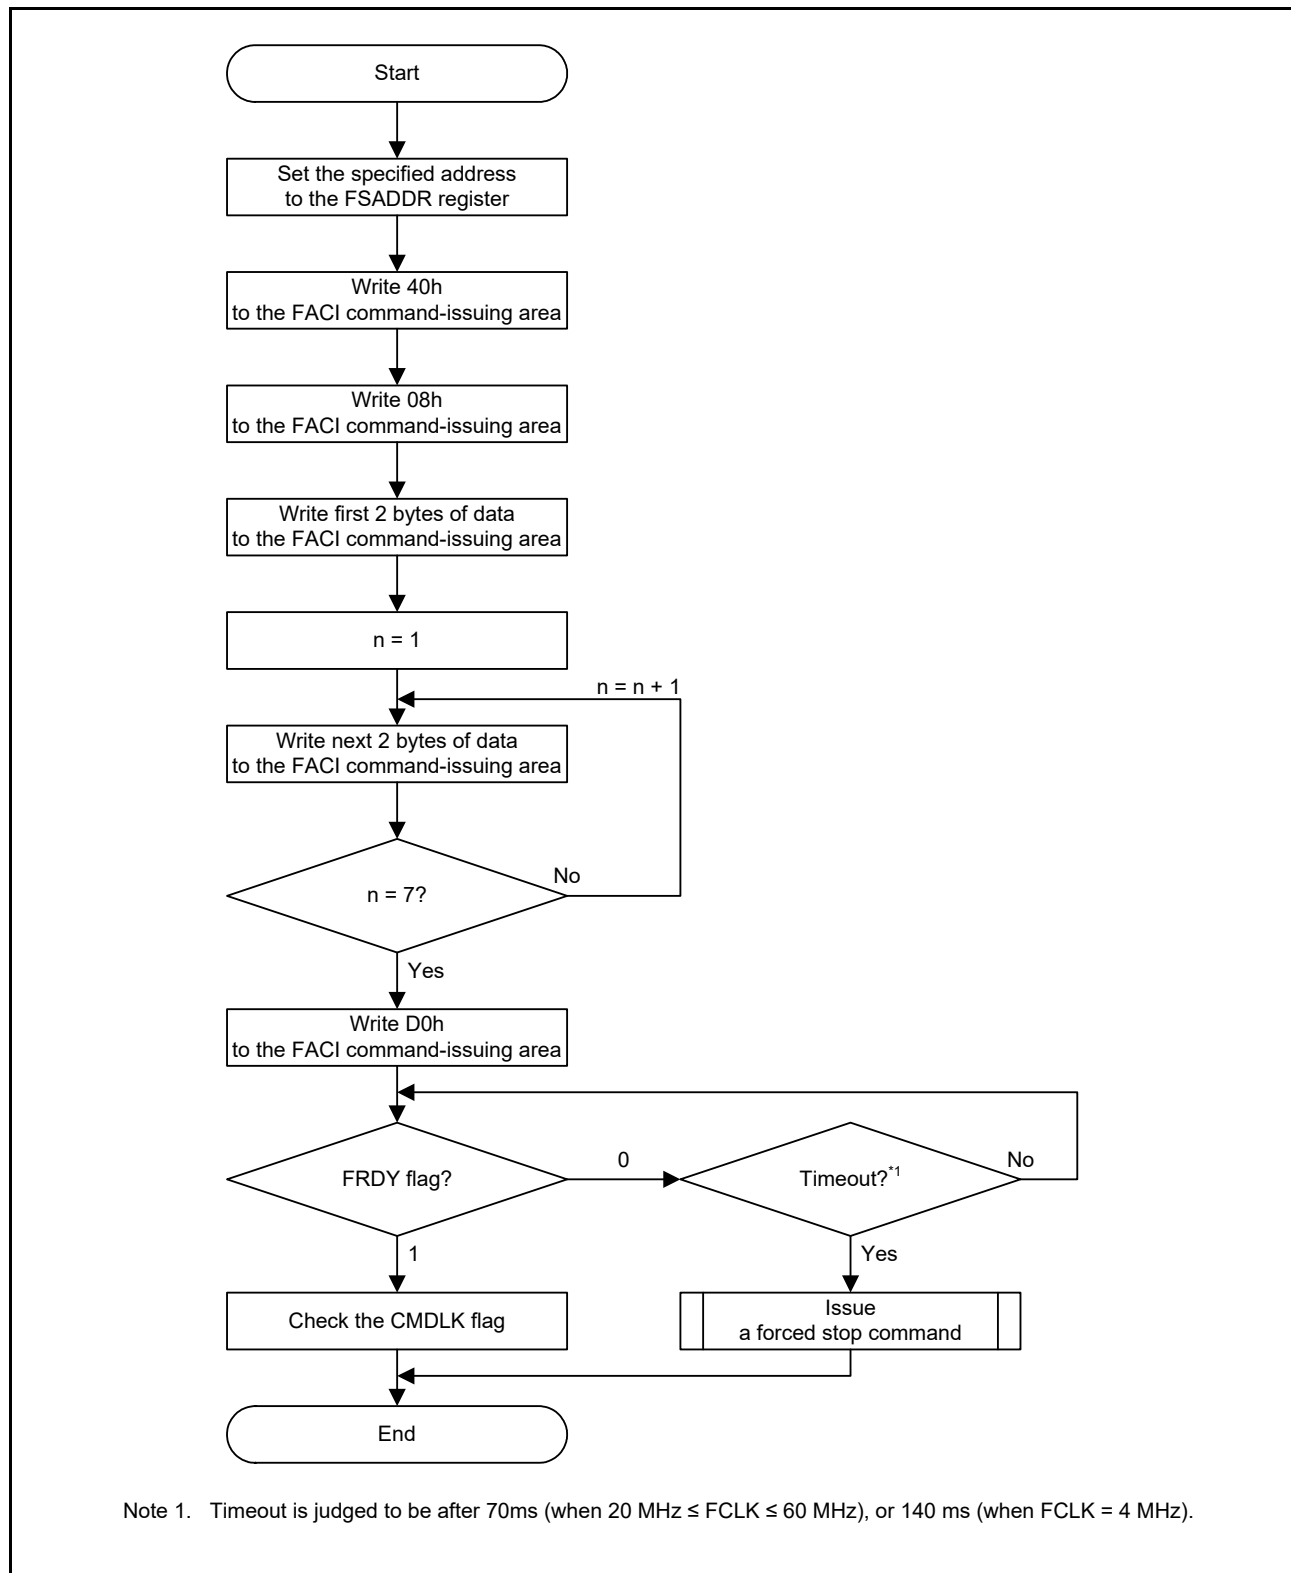 Start
Set the specified address
to the FSADDR register
Write 40h
to the FACI command-issuing area
Write 08h
to the FACI command-issuing area
Write first 2 bytes of data
to the FACI command-issuing area
n = 1
n = n + 1
Write next 2 bytes of data
to the FACI command-issuing area
n = 7?
No
Yes
Write D0h
to the FACI command-issuing area
FRDY flag?
0
Timeout?*1
No
1
Yes
Check the CMDLK flag
Issue
a forced stop command
End
Note 1. Timeout is judged to be after 70ms (when 20 MHz ≤ FCLK ≤ 60 MHz), or 140 ms (when FCLK = 4 MHz).